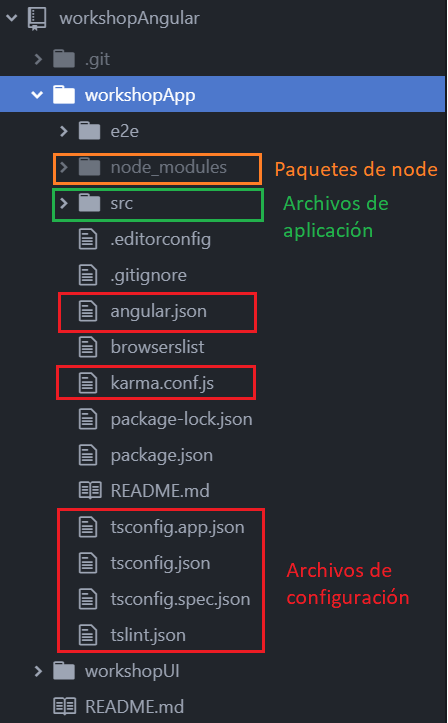 workshopAngular
.git
workshopApp
e2e
node_modules
Paquetes de node
src
Archivos de
aplicación
.editorconfig
.gitignore
angular.json
browserslist
karma.conf.js
package-lock.json
package.json
README.md
tsconfig.app.json
tsconfig.json
tsconfig.spec.json
tslint.json
Archivos de
configuración
workshopUI
README.md